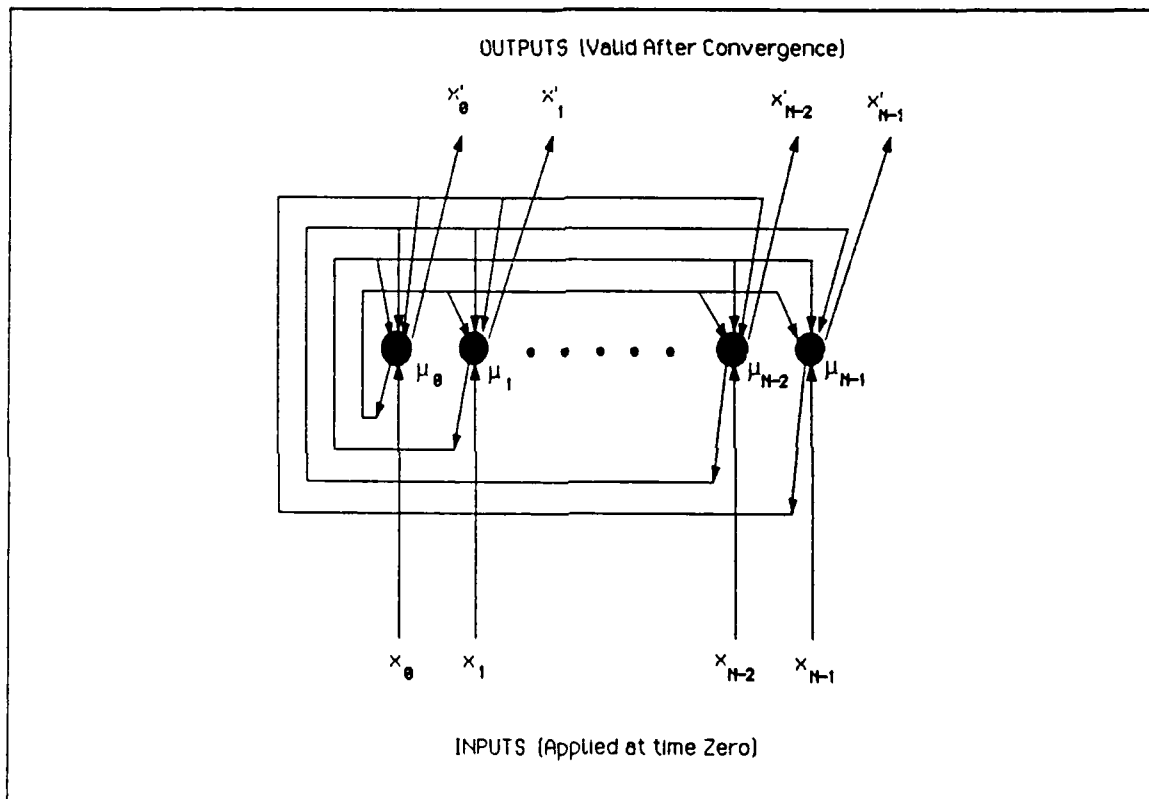 OUTPUTS (Valid After Convergence)
x'₀ x'₁ x'N-2 x'N-1
μ₀ μ₁ μN-2 μN-1
x₀ x₁ xN-2 xN-1
INPUTS (Applied at time Zero)